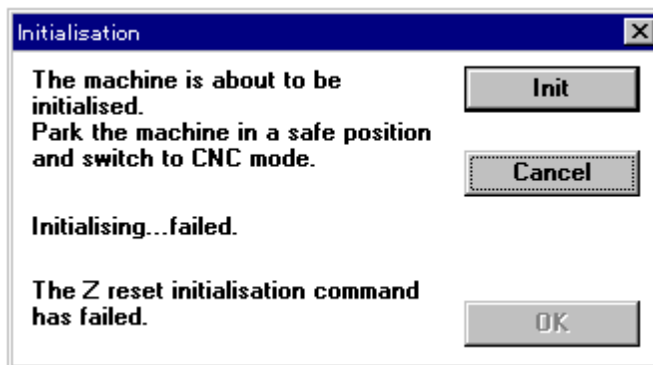 Initialisation
The machine is about to be
initialised.
Park the machine in a safe position
and switch to CNC mode.
Initialising...failed.
The Z reset initialisation command
has failed.
Init
Cancel
OK